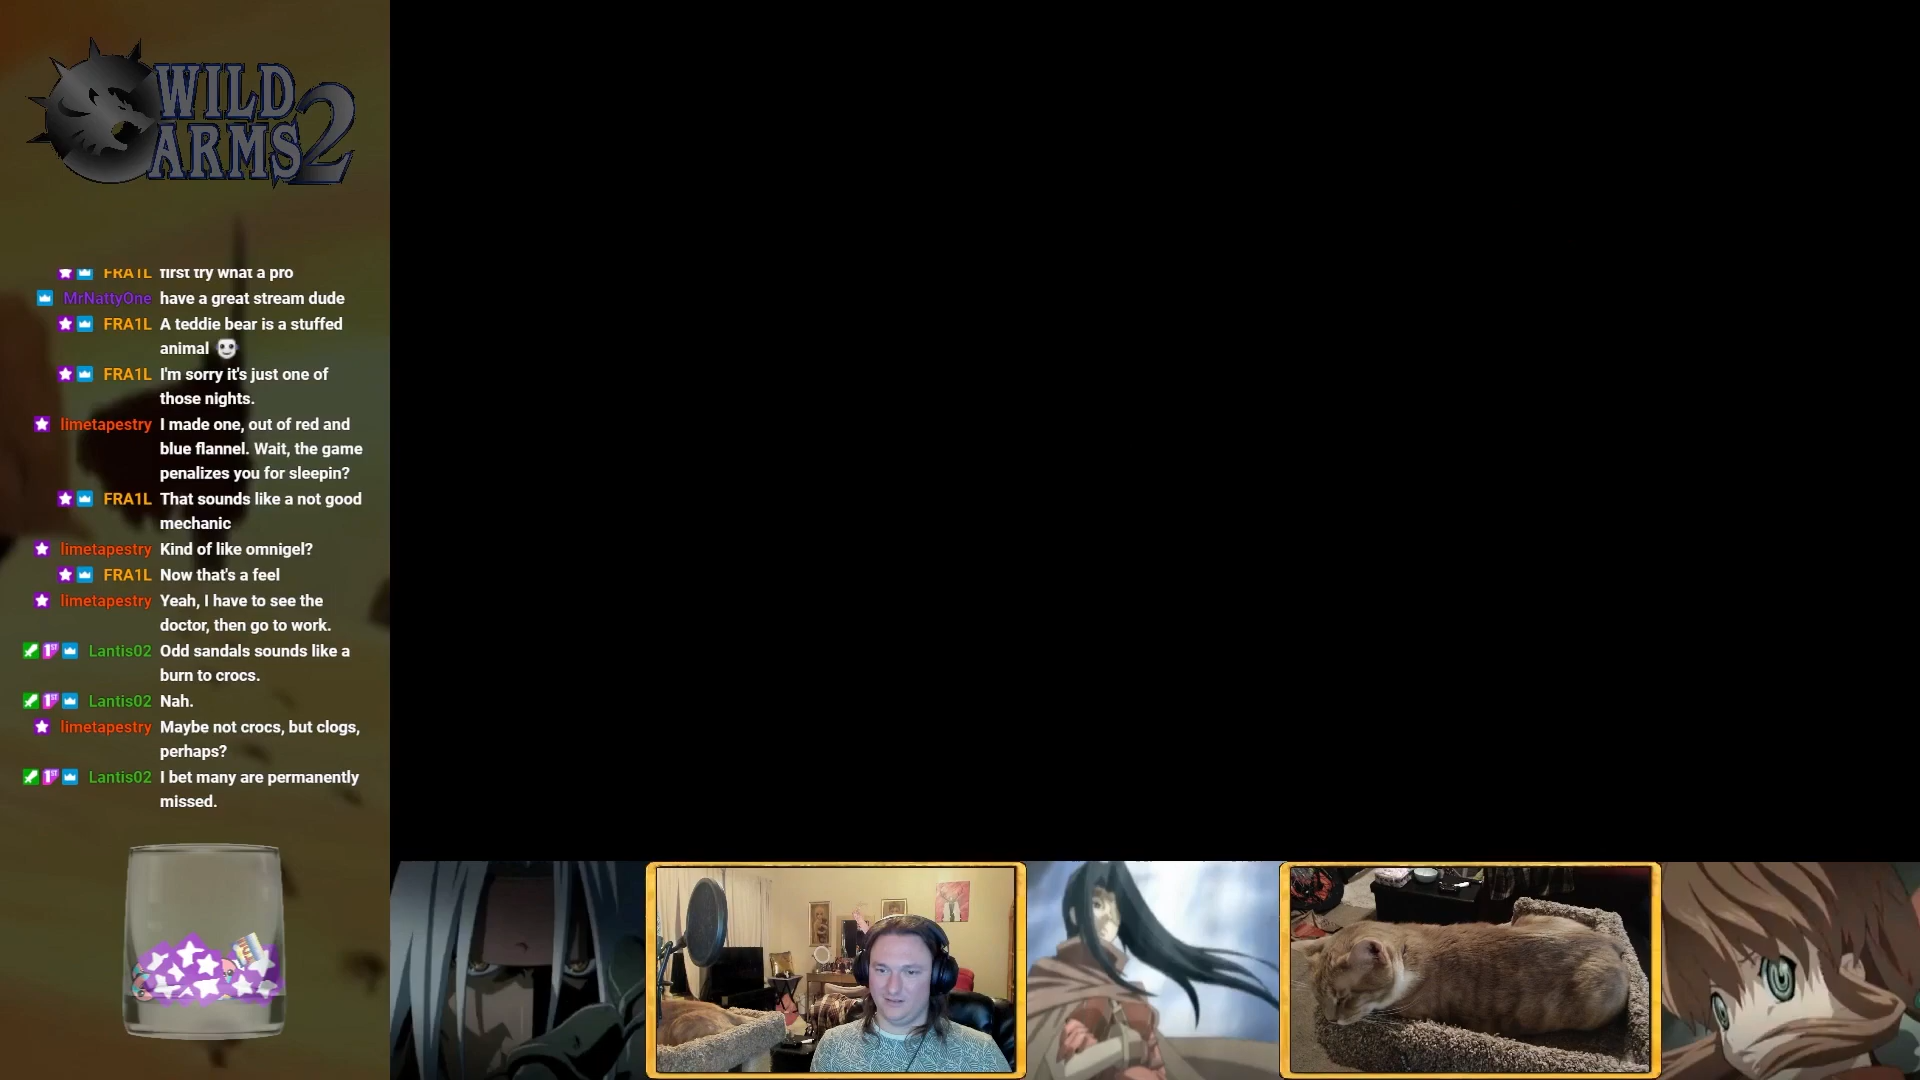 WILD
ARMS 2
FRA1L first try what a pro
MrNattyOne have a great stream dude
FRA1L A teddie bear is a stuffed
animal
FRA1L I'm sorry it's just one of
those nights.
limetapestry I made one, out of red and
blue flannel. Wait, the game
penalizes you for sleepin?
FRA1L That sounds like a not good
mechanic
limetapestry Kind of like omnigel?
FRA1L Now that's a feel
limetapestry Yeah, I have to see the
doctor, then go to work.
Lantis02 Odd sandals sounds like a
burn to crocs.
Lantis02 Nah.
limetapestry Maybe not crocs, but clogs,
perhaps?
Lantis02 I bet many are permanently
missed.